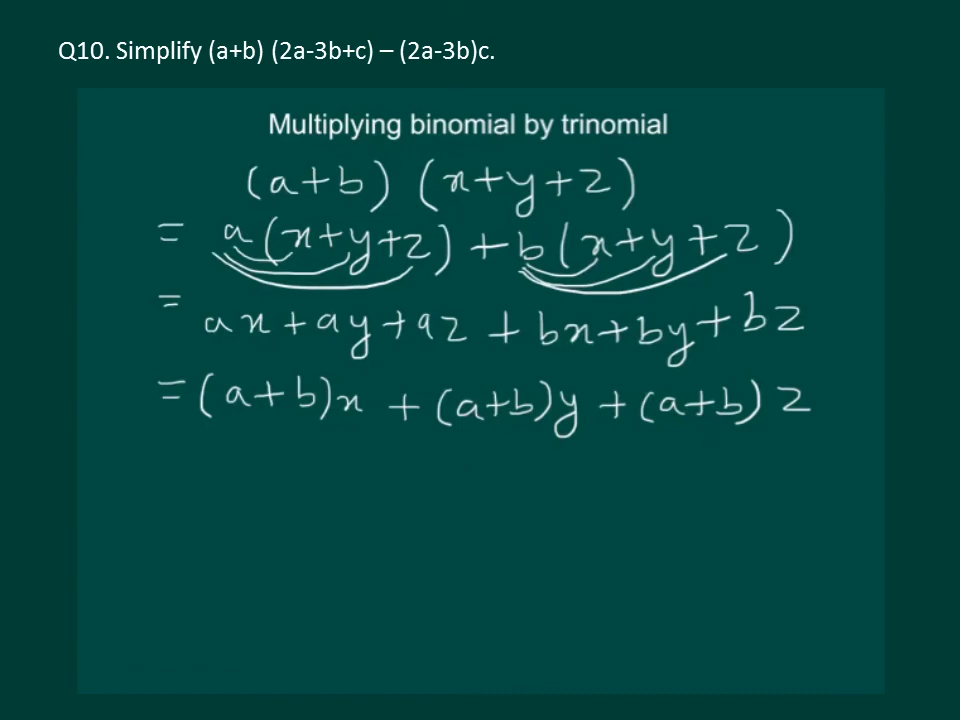 Q10. Simplify (a+b) (2a-3b+c) – (2a-3b)c.
Multiplying binomial by trinomial
(a+b) (x+y+z)
= a(x+y+z) + b(x+y+z)
= ax+ay+az + bx+by+bz
=(a+b)x + (a+b)y + (a+b) z